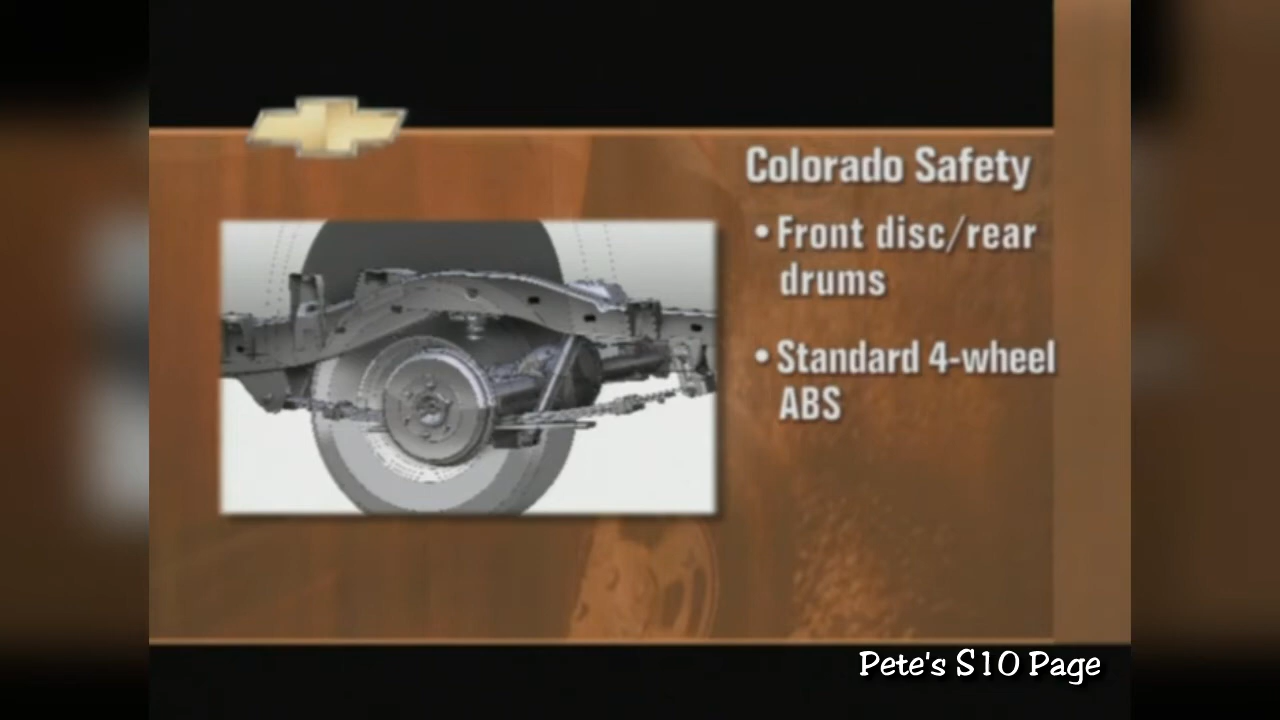 Colorado Safety
• Front disc/rear
drums
• Standard 4-wheel
ABS
Pete's S10 Page